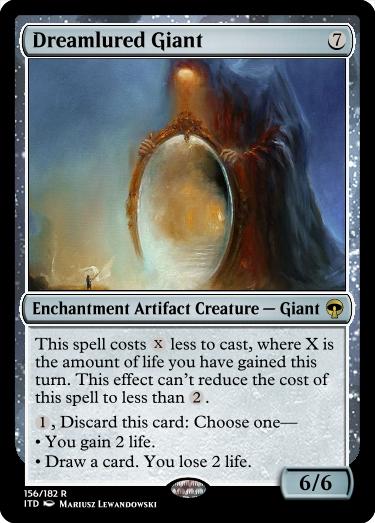 Dreamlured Giant 7
Enchantment Artifact Creature — Giant
This spell costs X less to cast, where X is
the amount of life you have gained this
turn. This effect can't reduce the cost of
this spell to less than 2.
1, Discard this card: Choose one—
• You gain 2 life.
• Draw a card. You lose 2 life.
6/6
156/182 R
ITD Mariusz Lewandowski